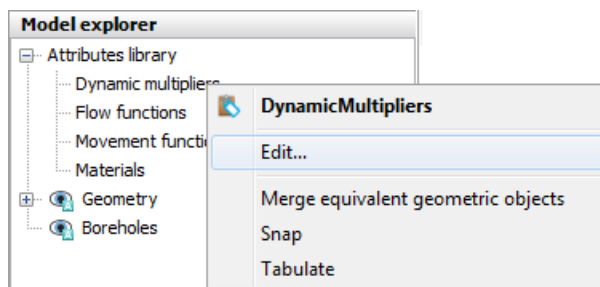 Model explorer
Attributes library
Dynamic multipliers
Flow functions
Movement functi
Materials
Geometry
Boreholes
DynamicMultipliers
Edit...
Merge equivalent geometric objects
Snap
Tabulate